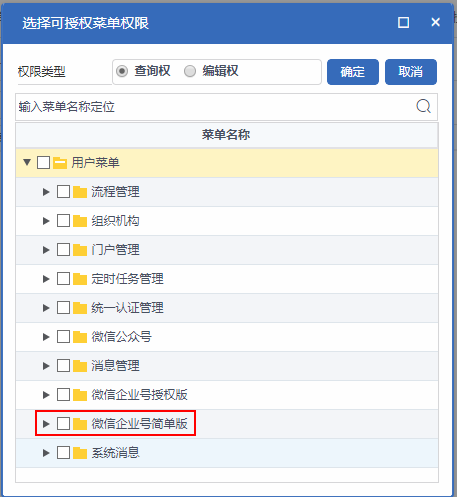 选择可授权菜单权限
权限类型 查询权 编辑权 确定 取消
输入菜单名称定位
菜单名称
用户菜单
流程管理
组织机构
门户管理
定时任务管理
统一认证管理
微信公众号
消息管理
微信企业号授权版
微信企业号简单版
系统消息